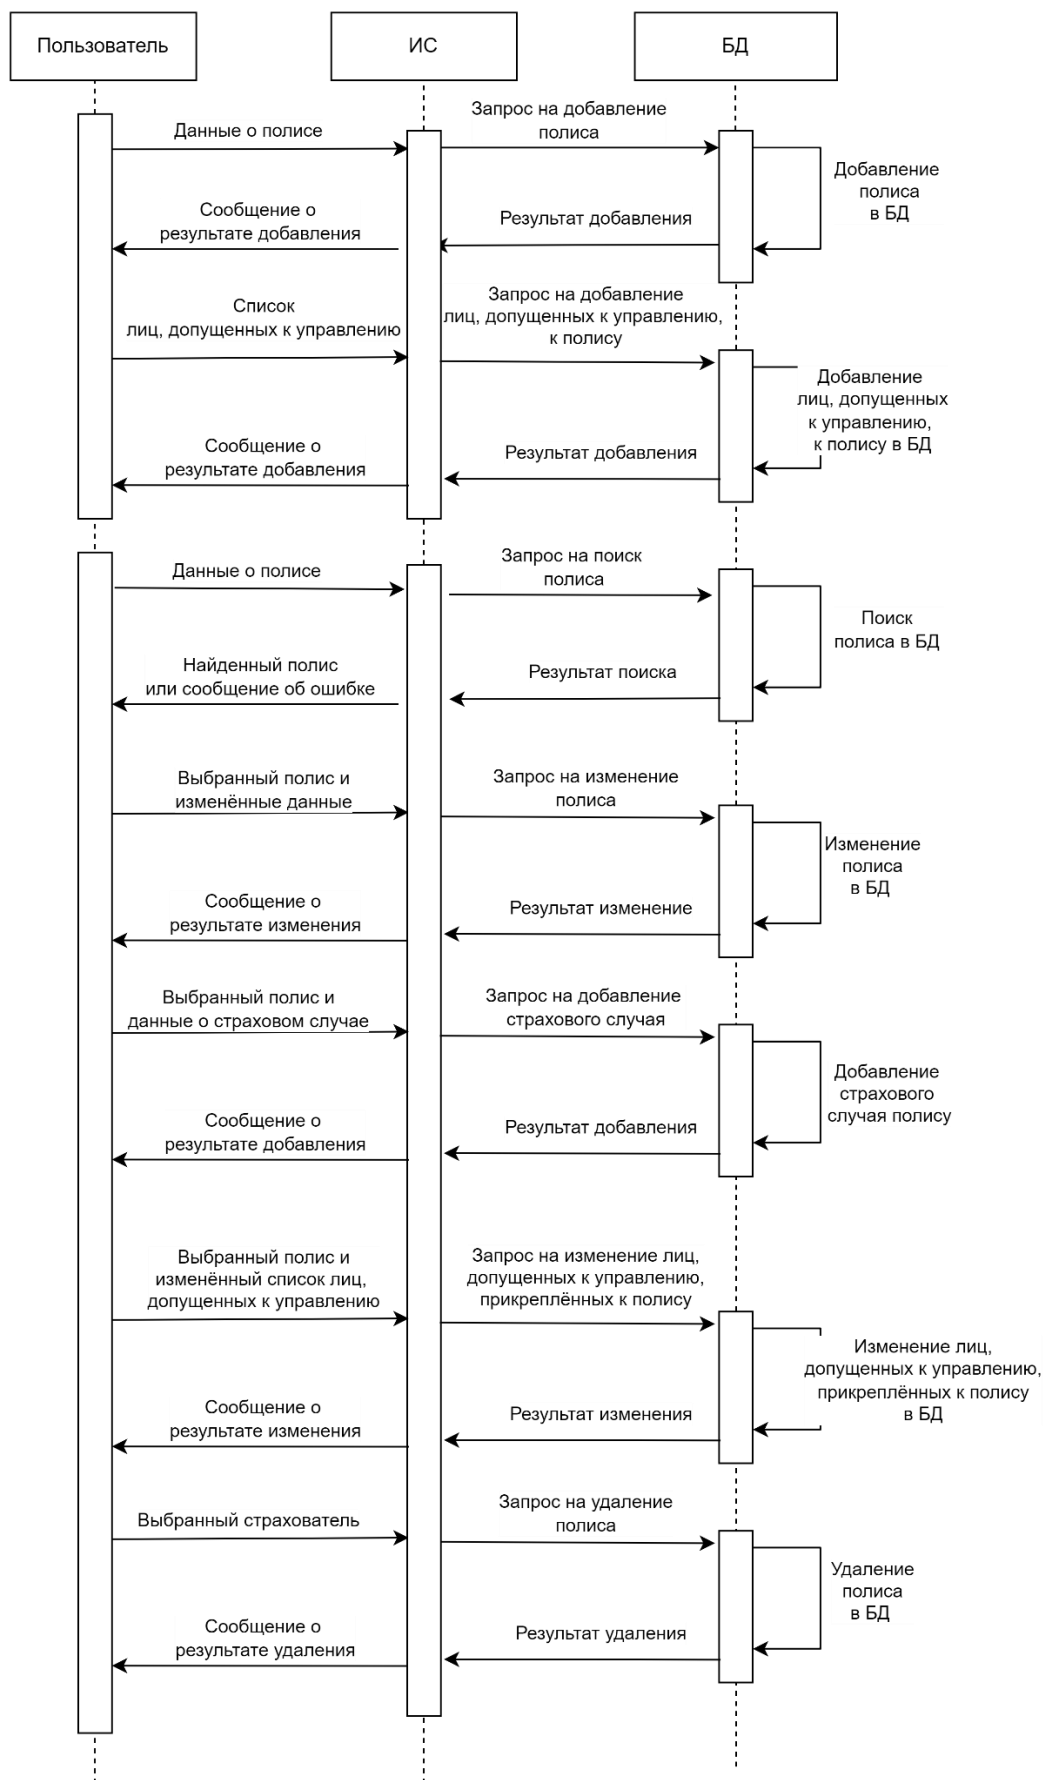 Пользователь
ИС
БД
Данные о полисе
Запрос на добавление
полиса
Добавление
полиса
в БД
Сообщение о
результате добавления
Результат добавления
Список
лиц, допущенных к управлению
Запрос на добавление
лиц, допущенных к управлению,
к полису
Добавление
лиц, допущенных
к управлению,
к полису в БД
Сообщение о
результате добавления
Результат добавления
Данные о полисе
Запрос на поиск
полиса
Поиск
полиса в БД
Найденный полис
или сообщение об ошибке
Результат поиска
Выбранный полис и
изменённые данные
Запрос на изменение
полиса
Изменение
полиса
в БД
Сообщение о
результате изменения
Результат изменение
Выбранный полис и
данные о страховом случае
Запрос на добавление
страхового случая
Добавление
страхового
случая полису
Сообщение о
результате добавления
Результат добавления
Выбранный полис и
изменённый список лиц,
допущенных к управлению
Запрос на изменение лиц,
допущенных к управлению,
прикреплённых к полису
Изменение лиц,
допущенных к управлению,
прикреплённых к полису
в БД
Сообщение о
результате изменения
Результат изменения
Выбранный страхователь
Запрос на удаление
полиса
Удаление
полиса
в БД
Сообщение о
результате удаления
Результат удаления